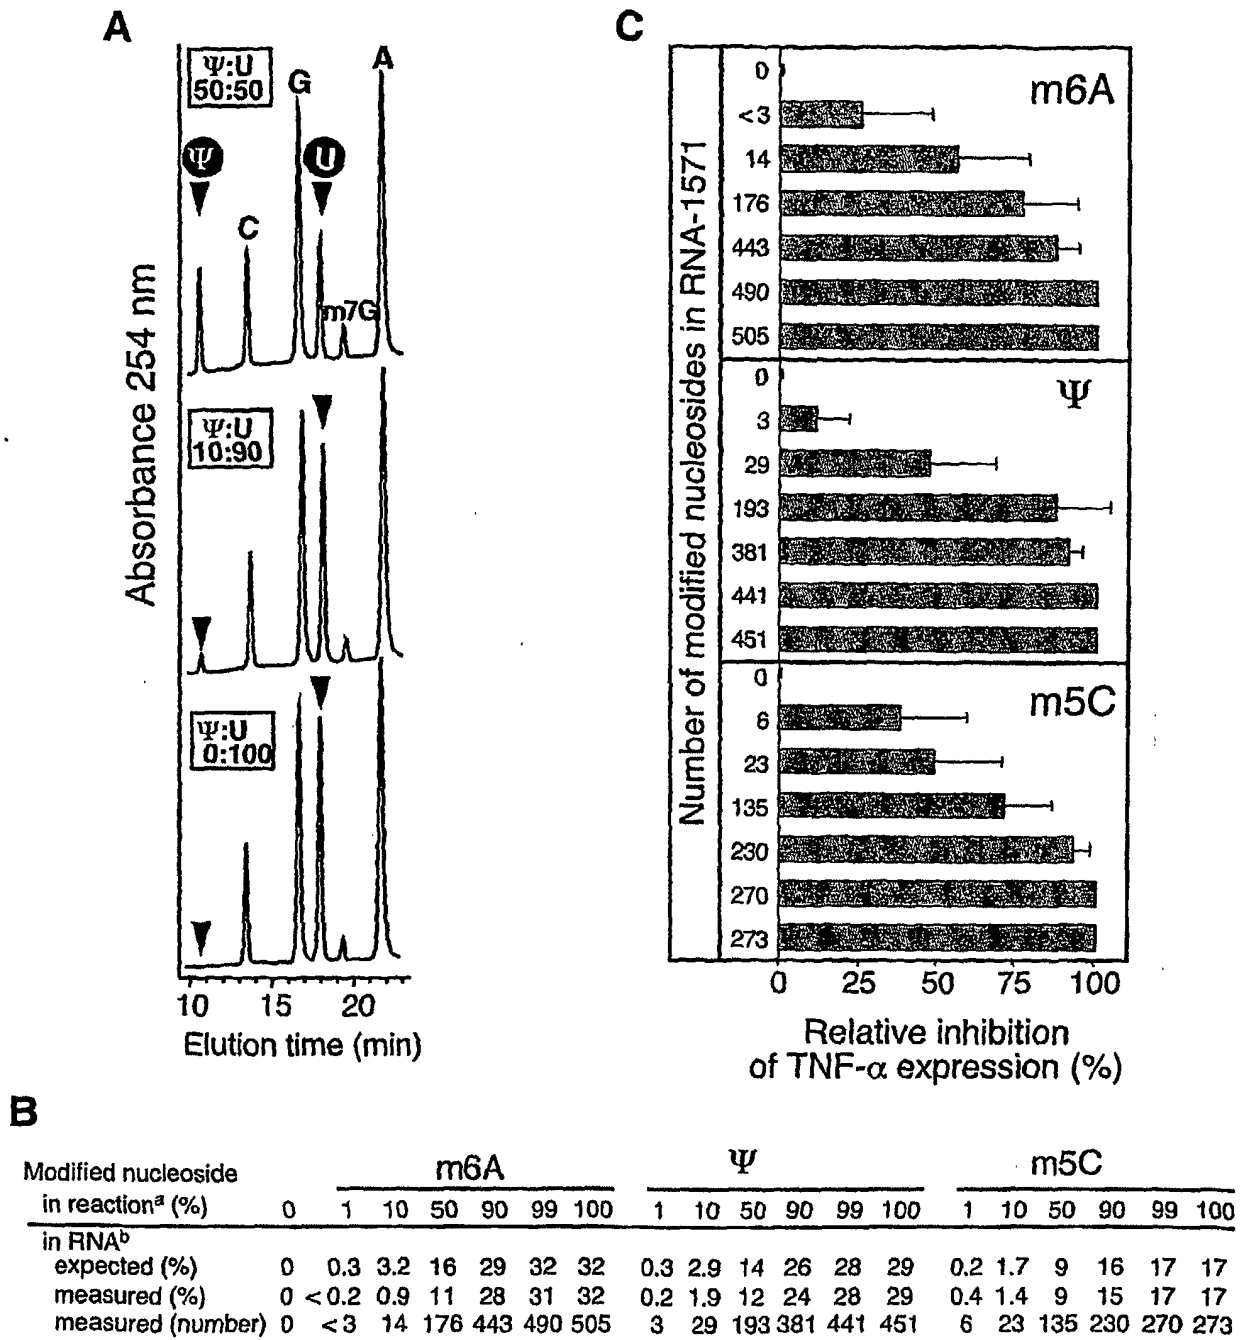 A
Ψ:U
50:50
Ψ
C
G
U
m7G
A
Ψ:U
10:90
Ψ:U
0:100
Absorbance 254 nm
10 15 20
Elution time (min)
C
Number of modified nucleosides in RNA-1571
m6A
0
<3
14
176
443
490
505
Ψ
0
3
29
193
381
441
451
m5C
0
6
23
135
230
270
273
0 25 50 75 100
Relative inhibition
of TNF-α expression (%)
B
Modified nucleoside m6A Ψ m5C
in reactionᵃ (%) 0 1 10 50 90 99 100 1 10 50 90 99 100 1 10 50 90 99 100
in RNAᵇ
expected (%) 0 0.3 3.2 16 29 32 32 0.3 2.9 14 26 28 29 0.2 1.7 9 16 17 17
measured (%) 0 <0.2 0.9 11 28 31 32 0.2 1.9 12 24 28 29 0.4 1.4 9 15 17 17
measured (number) 0 <3 14 176 443 490 505 3 29 193 381 441 451 6 23 135 230 270 273